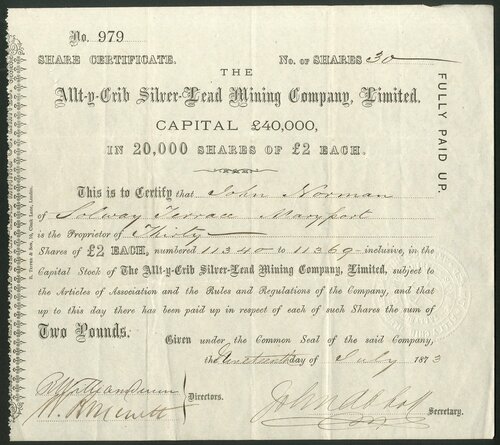 No. 979
SHARE CERTIFICATE. No. OF SHARES 30
THE
Allt-y-Crib Silver-Lead Mining Company, Limited.
CAPITAL £40,000,
IN 20,000 SHARES OF £2 EACH.
FULLY PAID UP.
This is to Certify that John Norman
of Solway Terrace Maryport
is the Proprietor of Thirty
Shares of £2 EACH, numbered 11340 to 11369 inclusive, in the
Capital Stock of The Allt-y-Crib Silver-Lead Mining Company, Limited, subject to
the Articles of Association and the Rules and Regulations of the Company, and that
up to this day there has been paid up in respect of each of such Shares the sum of
Two Pounds. Given under the Common Seal of the said Company,
the day of July 1873
Directors.
Secretary.